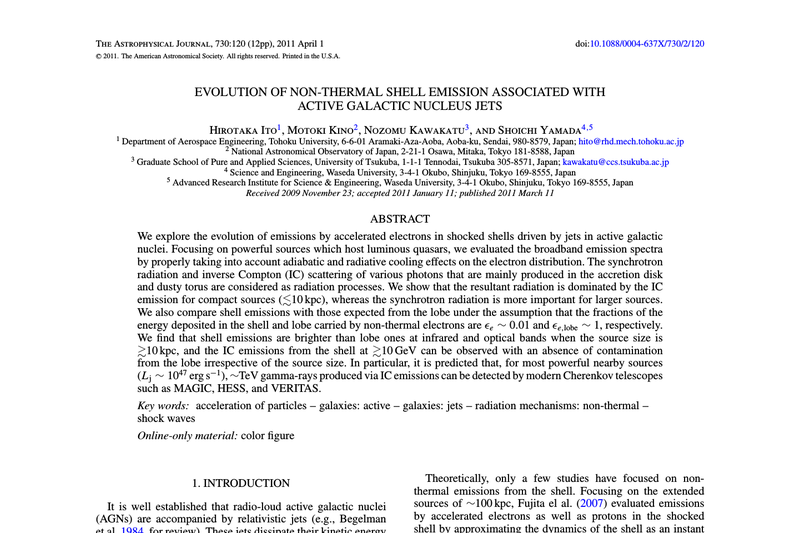 The Astrophysical Journal, 730:120 (12pp), 2011 April 1
doi:10.1088/0004-637X/730/2/120
© 2011. The American Astronomical Society. All rights reserved. Printed in the U.S.A.
EVOLUTION OF NON-THERMAL SHELL EMISSION ASSOCIATED WITH
ACTIVE GALACTIC NUCLEUS JETS
Hirotaka Ito1, Motoki Kino2, Nozomu Kawakatu3, and Shoichi Yamada4,5
1 Department of Aerospace Engineering, Tohoku University, 6-6-01 Aramaki-Aza-Aoba, Aoba-ku, Sendai, 980-8579, Japan; hito@rhd.mech.tohoku.ac.jp
2 National Astronomical Observatory of Japan, 2-21-1 Osawa, Mitaka, Tokyo 181-8588, Japan
3 Graduate School of Pure and Applied Sciences, University of Tsukuba, 1-1-1 Tennodai, Tsukuba 305-8571, Japan; kawakatu@ccs.tsukuba.ac.jp
4 Science and Engineering, Waseda University, 3-4-1 Okubo, Shinjuku, Tokyo 169-8555, Japan
5 Advanced Research Institute for Science & Engineering, Waseda University, 3-4-1 Okubo, Shinjuku, Tokyo 169-8555, Japan
Received 2009 November 23; accepted 2011 January 11; published 2011 March 11
ABSTRACT
We explore the evolution of emissions by accelerated electrons in shocked shells driven by jets in active galactic
nuclei. Focusing on powerful sources which host luminous quasars, we evaluated the broadband emission spectra
by properly taking into account adiabatic and radiative cooling effects on the electron distribution. The synchrotron
radiation and inverse Compton (IC) scattering of various photons that are mainly produced in the accretion disk
and dusty torus are considered as radiation processes. We show that the resultant radiation is dominated by the IC
emission for compact sources (≲10 kpc), whereas the synchrotron radiation is more important for larger sources.
We also compare shell emissions with those expected from the lobe under the assumption that the fractions of the
energy deposited in the shell and lobe carried by non-thermal electrons are ϵe ∼ 0.01 and ϵe,lobe ∼ 1, respectively.
We find that shell emissions are brighter than lobe ones at infrared and optical bands when the source size is
≳10 kpc, and the IC emissions from the shell at ≳10 GeV can be observed with an absence of contamination
from the lobe irrespective of the source size. In particular, it is predicted that, for most powerful nearby sources
(Lj ∼ 10^47 erg s^−1), ∼TeV gamma-rays produced via IC emissions can be detected by modern Cherenkov telescopes
such as MAGIC, HESS, and VERITAS.
Key words: acceleration of particles – galaxies: active – galaxies: jets – radiation mechanisms: non-thermal –
shock waves
Online-only material: color figure
1. INTRODUCTION
It is well established that radio-loud active galactic nuclei
(AGNs) are accompanied by relativistic jets (e.g., Begelman
et al. 1984, for review). These jets dissipate their kinetic energy
Theoretically, only a few studies have focused on non-
thermal emissions from the shell. Focusing on the extended
sources of ∼100 kpc, Fujita el al. (2007) evaluated emissions
by accelerated electrons as well as protons in the shocked
shell by approximating the dynamics of the shell as an instant